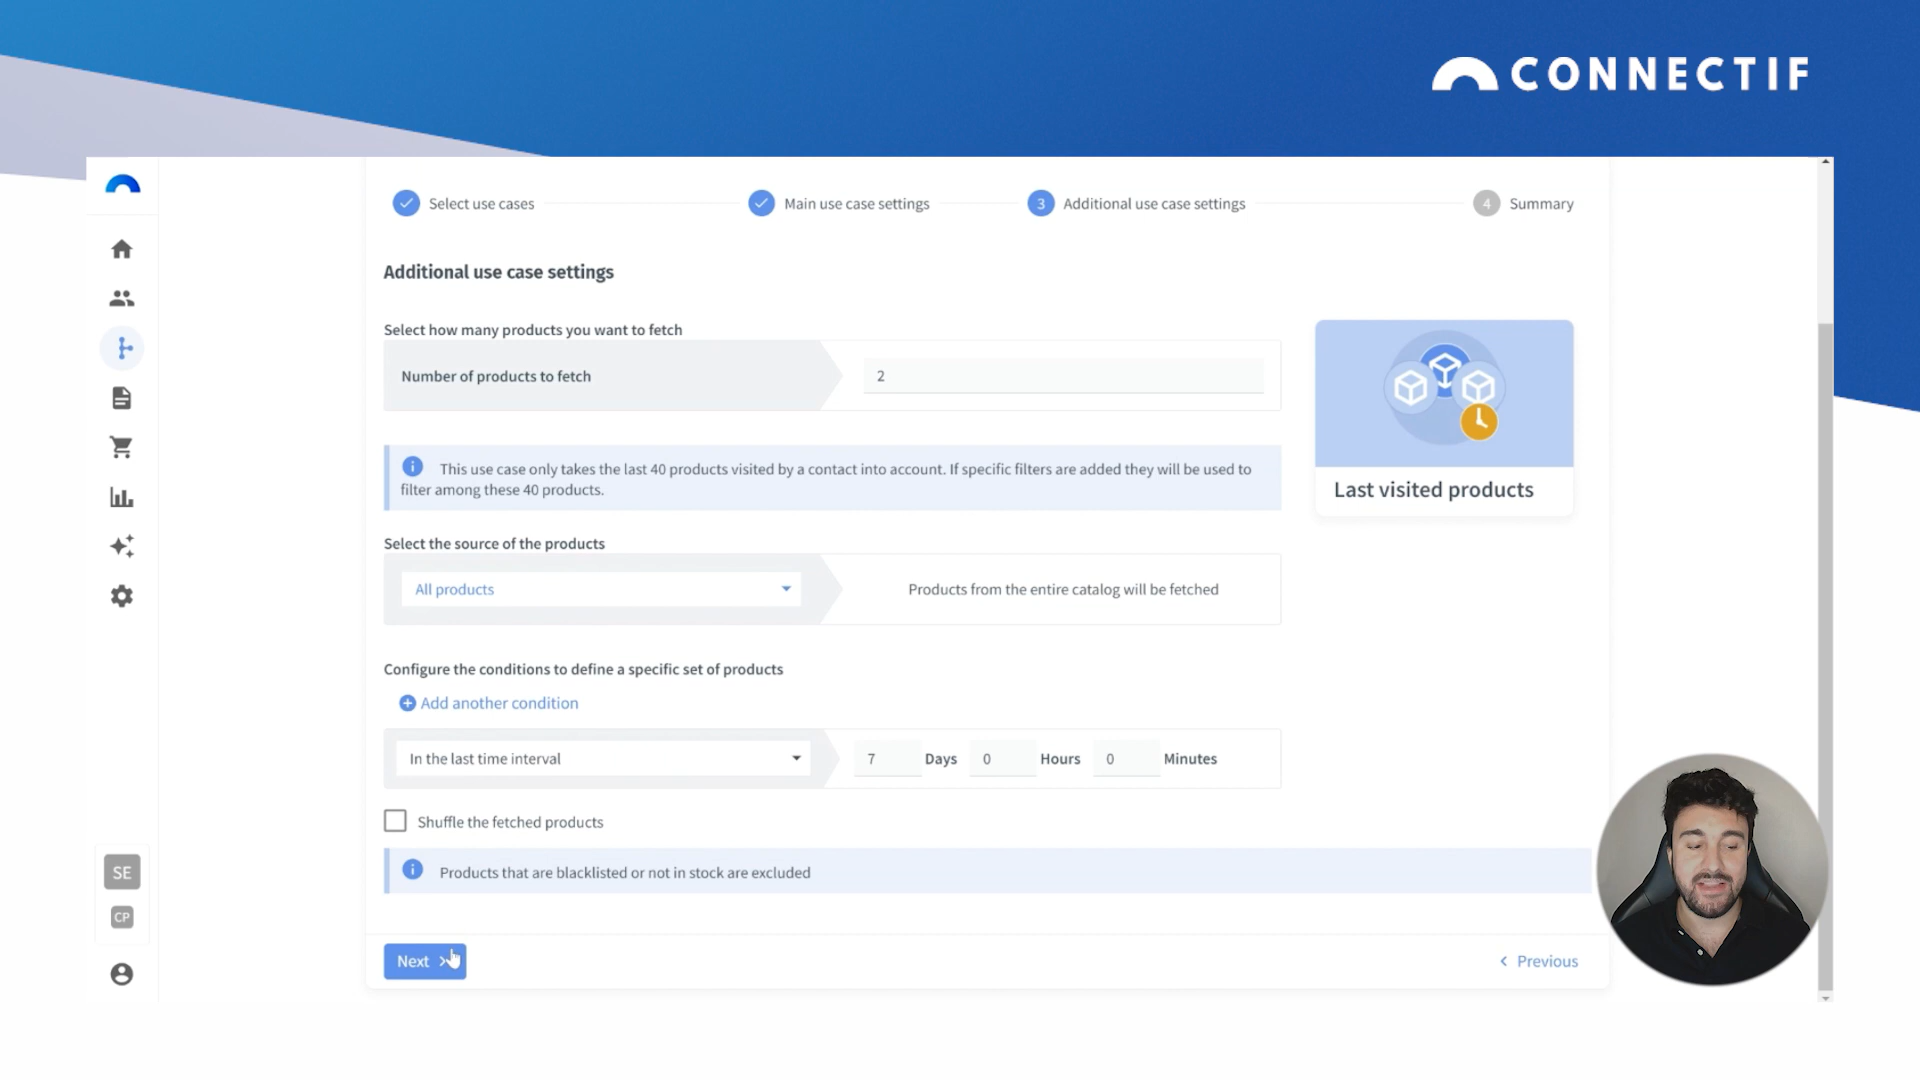 CONNECTIF
Select use cases
Main use case settings
3 Additional use case settings
4 Summary
Additional use case settings
Select how many products you want to fetch
Number of products to fetch
2
This use case only takes the last 40 products visited by a contact into account. If specific filters are added they will be used to
filter among these 40 products.
Last visited products
Select the source of the products
All products
Products from the entire catalog will be fetched
Configure the conditions to define a specific set of products
Add another condition
In the last time interval
7 Days 0 Hours 0 Minutes
Shuffle the fetched products
Products that are blacklisted or not in stock are excluded
SE
CP
Next
Previous